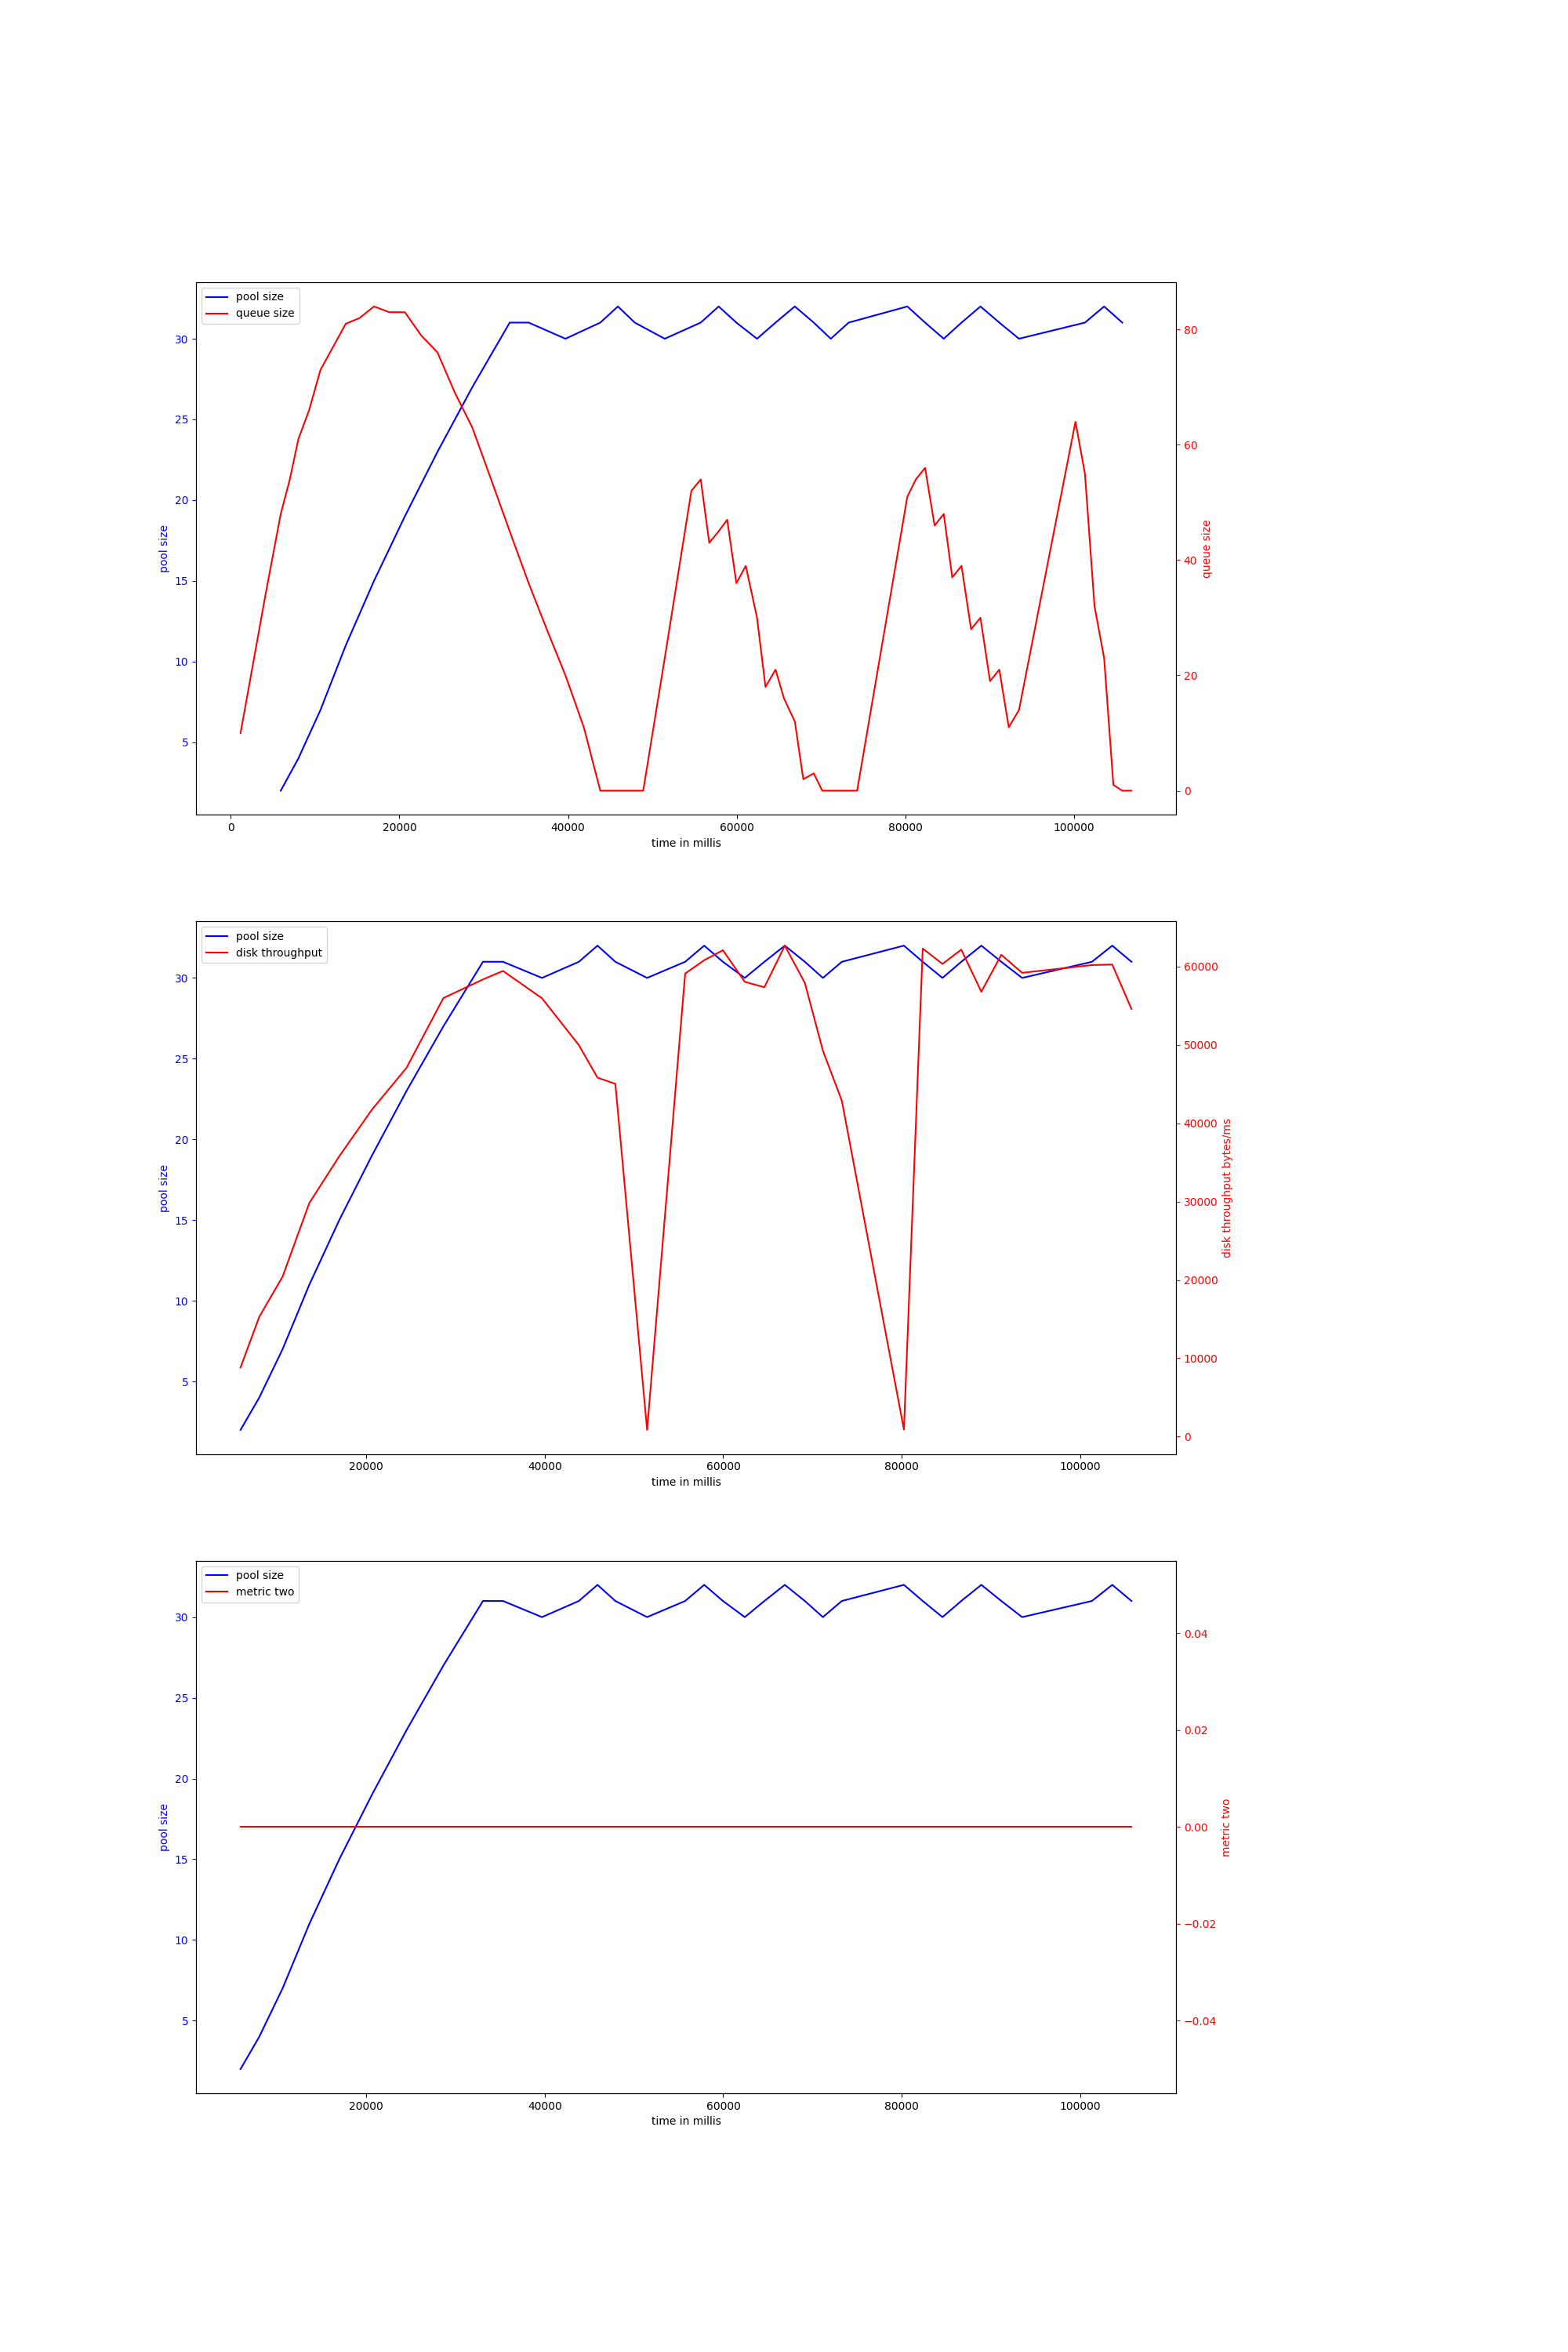 pool size
queue size
30
25
20
15
10
5
pool size
80
60
40
20
0
queue size
0 20000 40000 60000 80000 100000
time in millis
pool size
disk throughput
30
25
20
15
10
5
pool size
60000
50000
40000
30000
20000
10000
0
disk throughput bytes/ms
20000 40000 60000 80000 100000
time in millis
pool size
metric two
30
25
20
15
10
5
pool size
0.04
0.02
0.00
−0.02
−0.04
metric two
20000 40000 60000 80000 100000
time in millis